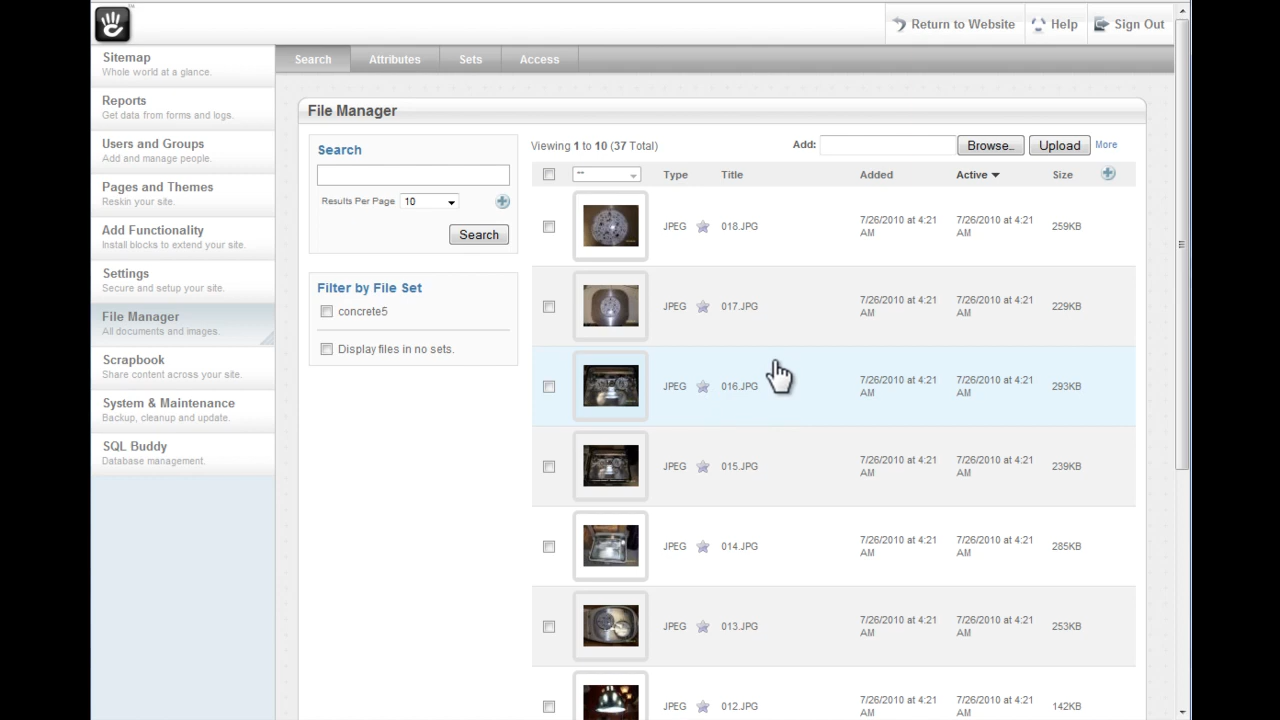 Return to Website
Help
Sign Out
Sitemap
Whole world at a glance.
Reports
Get data from forms and logs.
Users and Groups
Add and manage people.
Pages and Themes
Reskin your site.
Add Functionality
Install blocks to extend your site.
Settings
Secure and setup your site.
File Manager
All documents and images.
Scrapbook
Share content across your site.
System & Maintenance
Backup, cleanup and update.
SQL Buddy
Database management.
Search Attributes Sets Access
File Manager
Search
Results Per Page 10
Search
Filter by File Set
concrete5
Display files in no sets.
Viewing 1 to 10 (37 Total) Add: Browse... Upload More
** Type Title Added Active Size
JPEG 018.JPG 7/26/2010 at 4:21 7/26/2010 at 4:21 259KB
AM AM
JPEG 017.JPG 7/26/2010 at 4:21 7/26/2010 at 4:21 229KB
AM AM
JPEG 016.JPG 7/26/2010 at 4:21 7/26/2010 at 4:21 293KB
AM AM
JPEG 015.JPG 7/26/2010 at 4:21 7/26/2010 at 4:21 239KB
AM AM
JPEG 014.JPG 7/26/2010 at 4:21 7/26/2010 at 4:21 285KB
AM AM
JPEG 013.JPG 7/26/2010 at 4:21 7/26/2010 at 4:21 253KB
AM AM
JPEG 012.JPG 7/26/2010 at 4:21 7/26/2010 at 4:21 142KB
AM AM